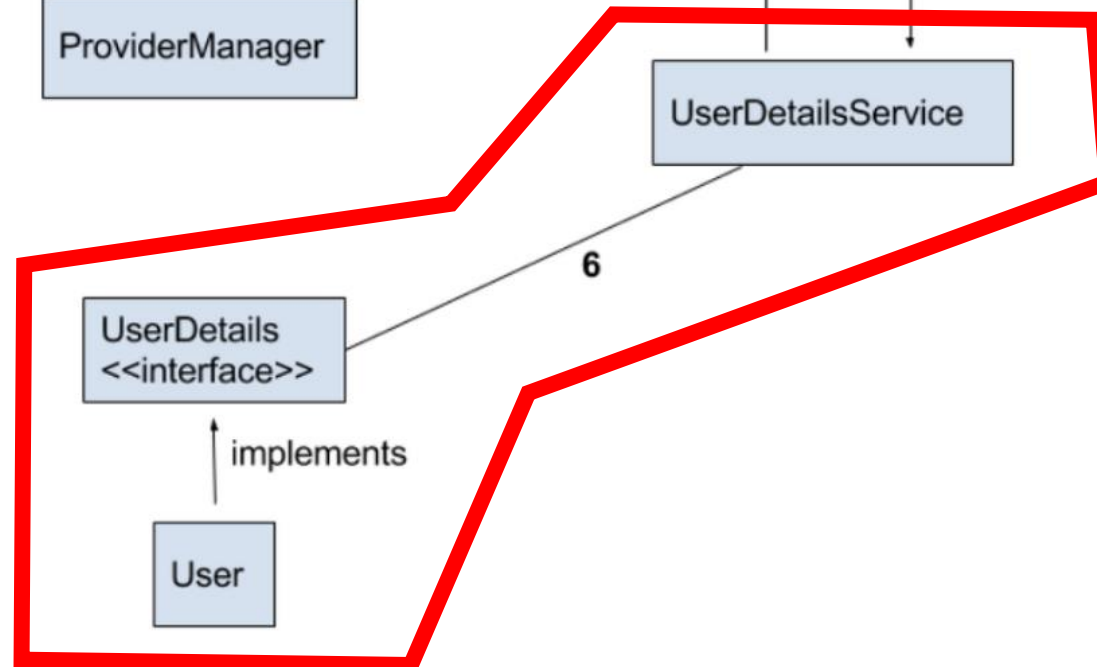 ProviderManager
UserDetailsService
6
UserDetails
<<interface>>
implements
User